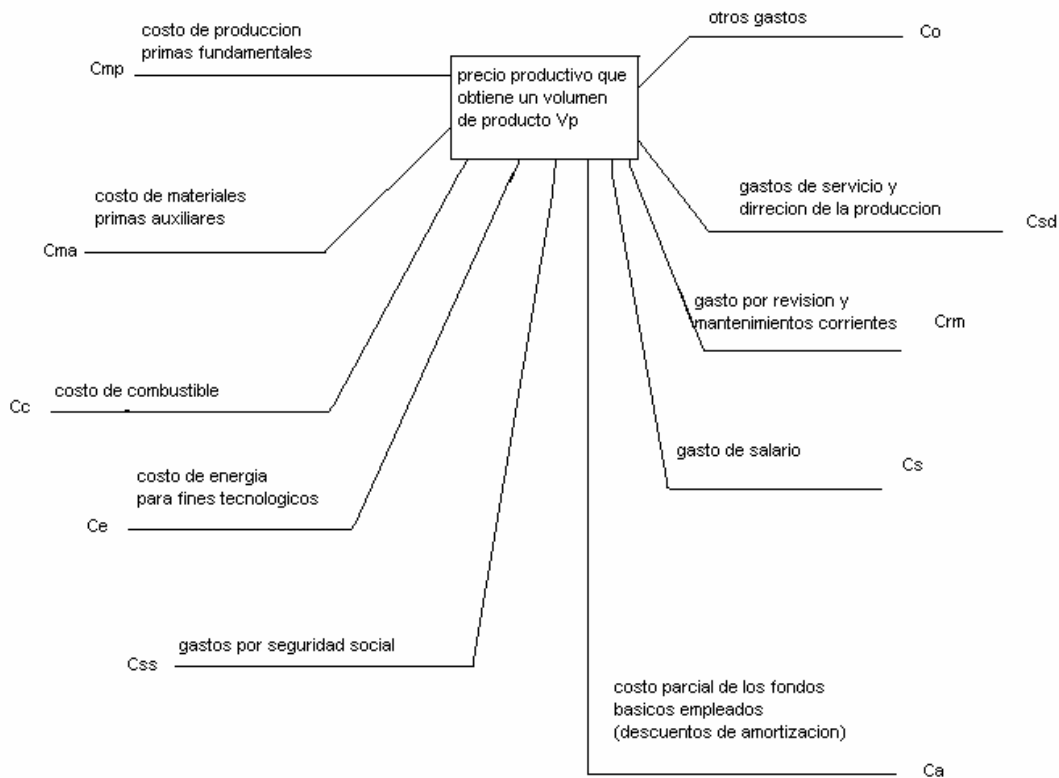 costo de produccion
primas fundamentales
Cmp
otros gastos
Co
precio productivo que
obtiene un volumen
de producto Vp
costo de materiales
primas auxiliares
Cma
gastos de servicio y
dirrecion de la produccion
Csd
gasto por revision y
mantenimientos corrientes
Crm
costo de combustible
Cc
gasto de salario
Cs
costo de energia
para fines tecnologicos
Ce
gastos por seguridad social
Css
costo parcial de los fondos
basicos empleados
(descuentos de amortizacion)
Ca